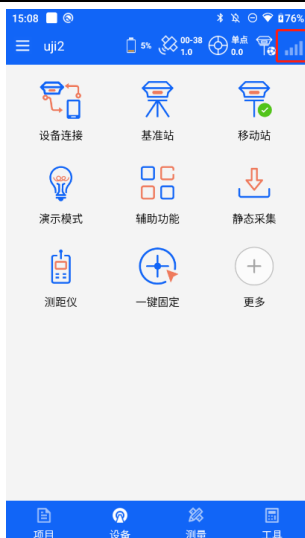 15:08 76%
uji2 5% 00-38 单点
1.0 0.0
设备连接 基准站 移动站
演示模式 辅助功能 静态采集
测距仪 一键固定 更多
项目 设备 测量 工具